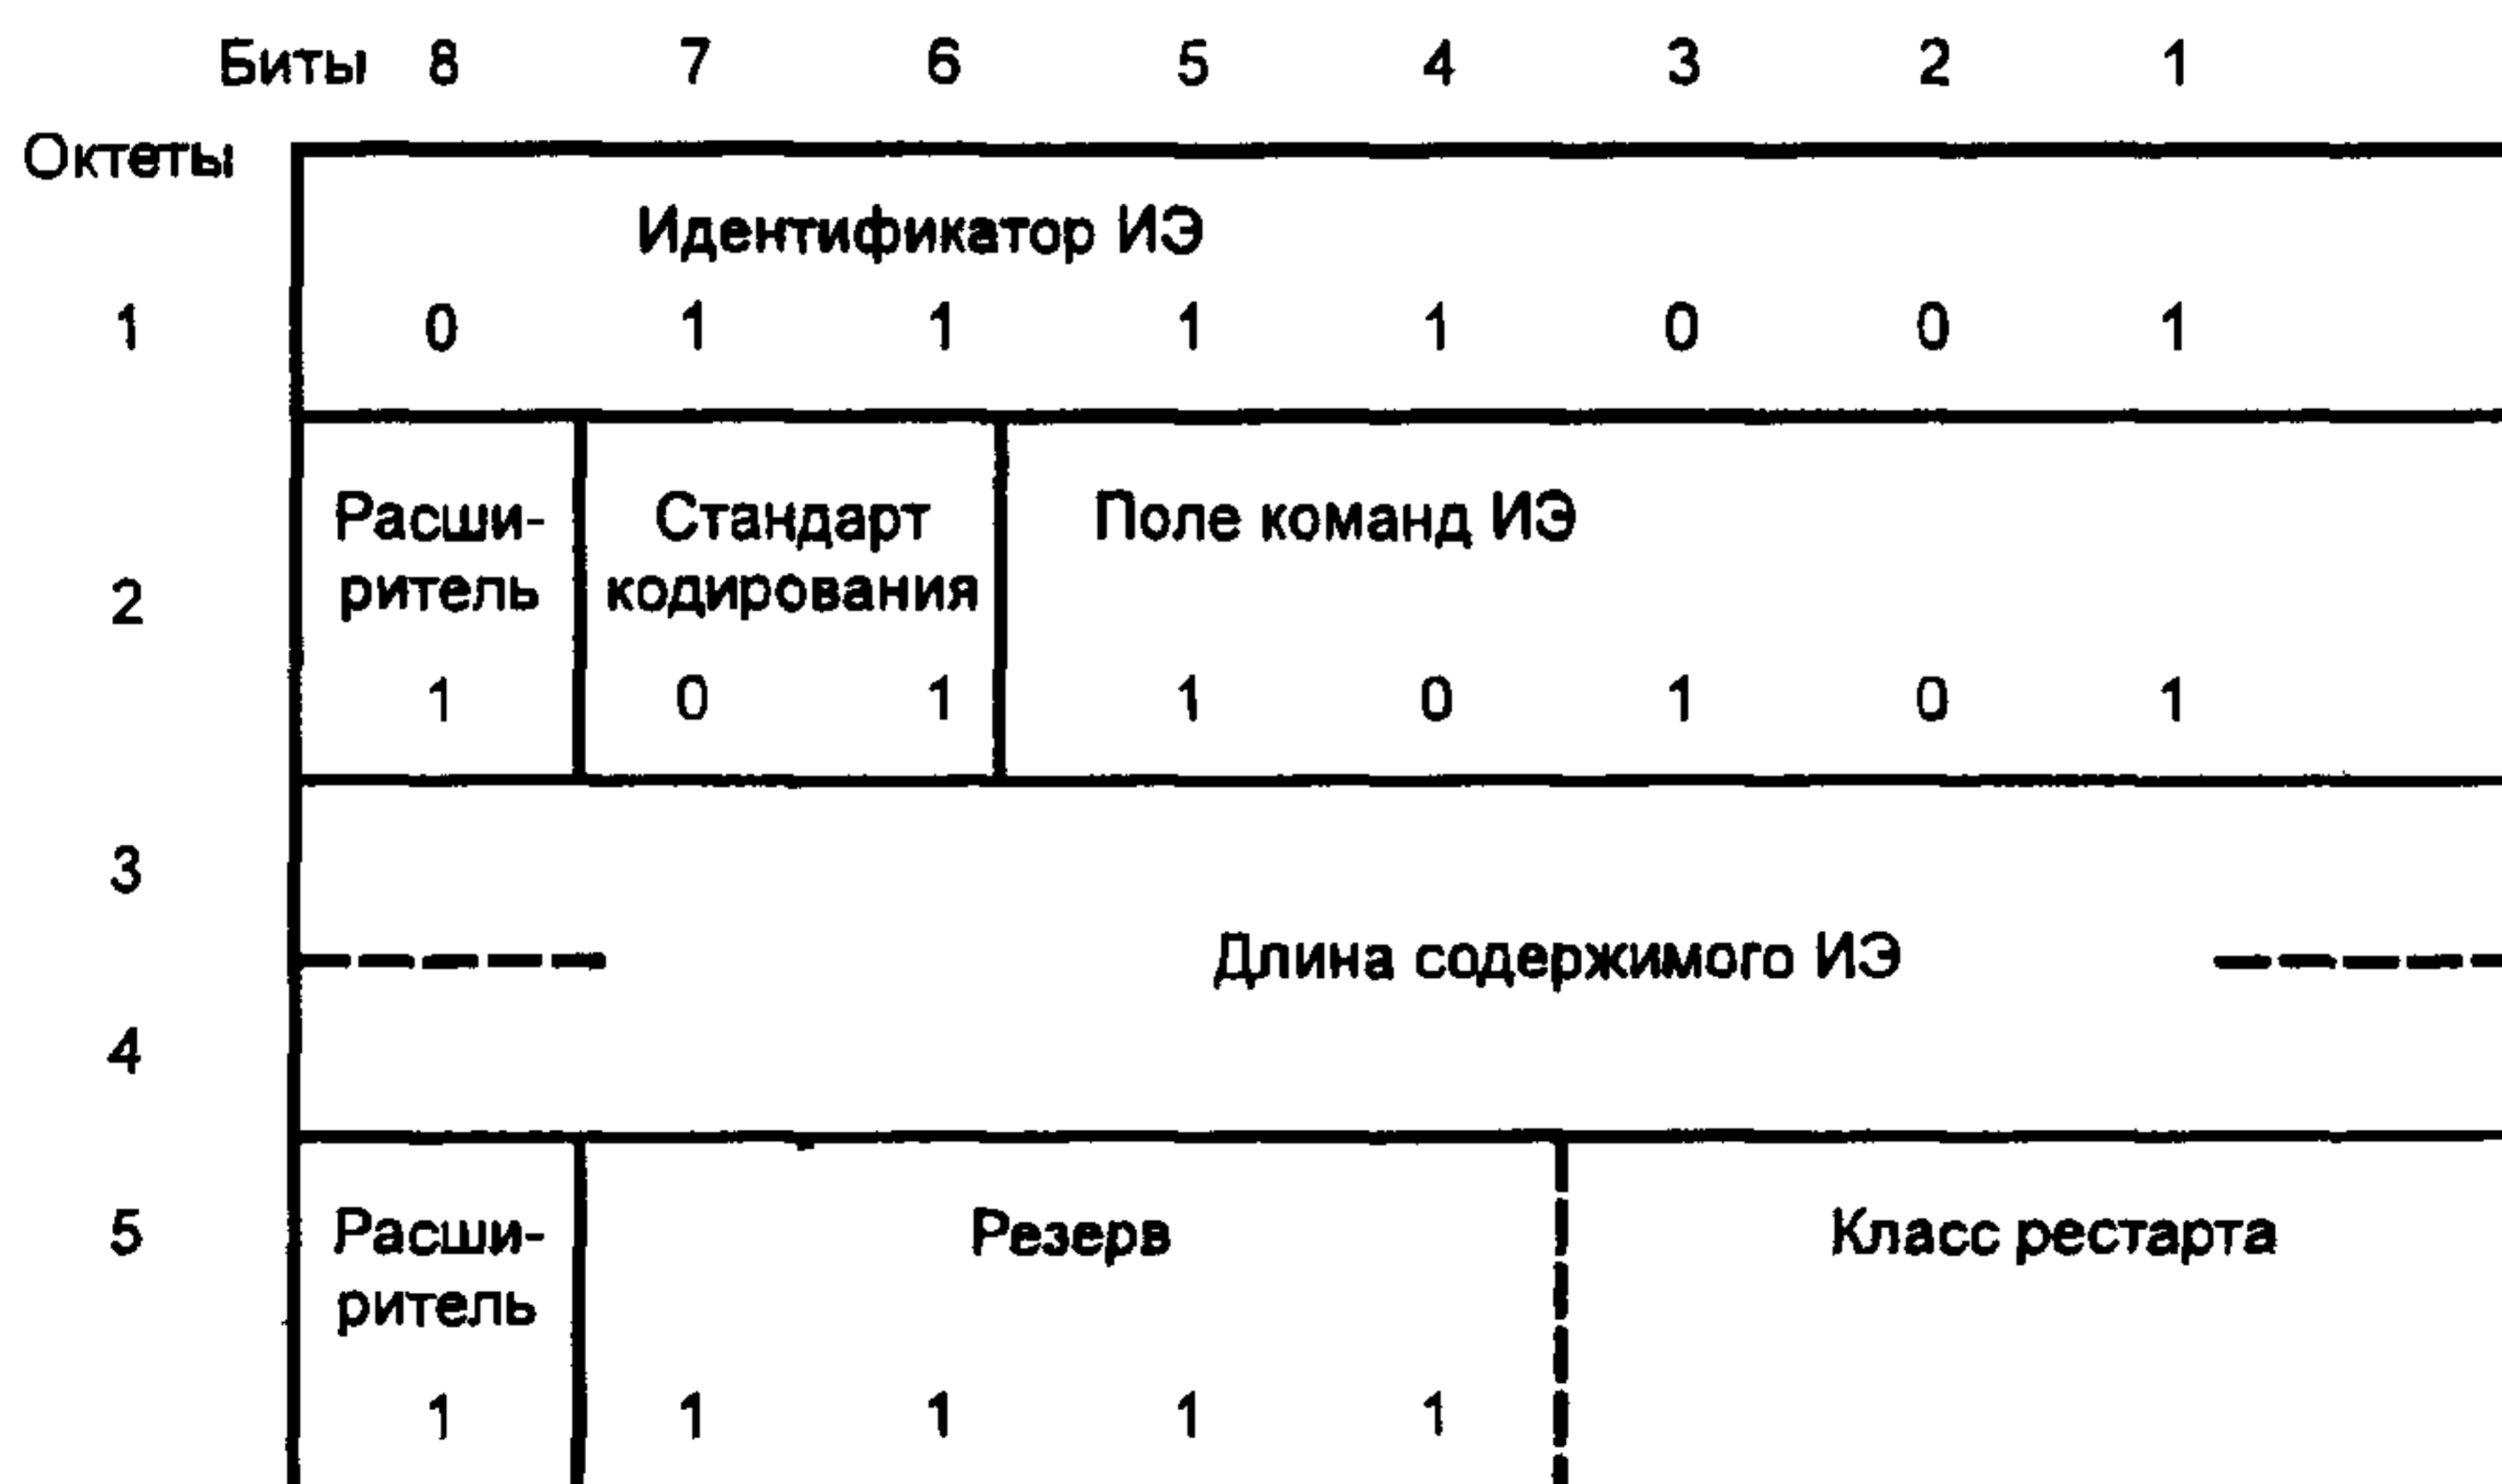 Биты 8 7 6 5 4 3 2 1
Октеты
Идентификатор ИЭ
1 0 1 1 1 1 0 0 1
Расши- Стандарт Поле команд ИЭ
ритель кодирования
2
1 0 1 1 0 1 0 1
3
Длина содержимого ИЭ
4
5 Расши- Резерв Класс рестарта
ритель
1 1 1 1 1